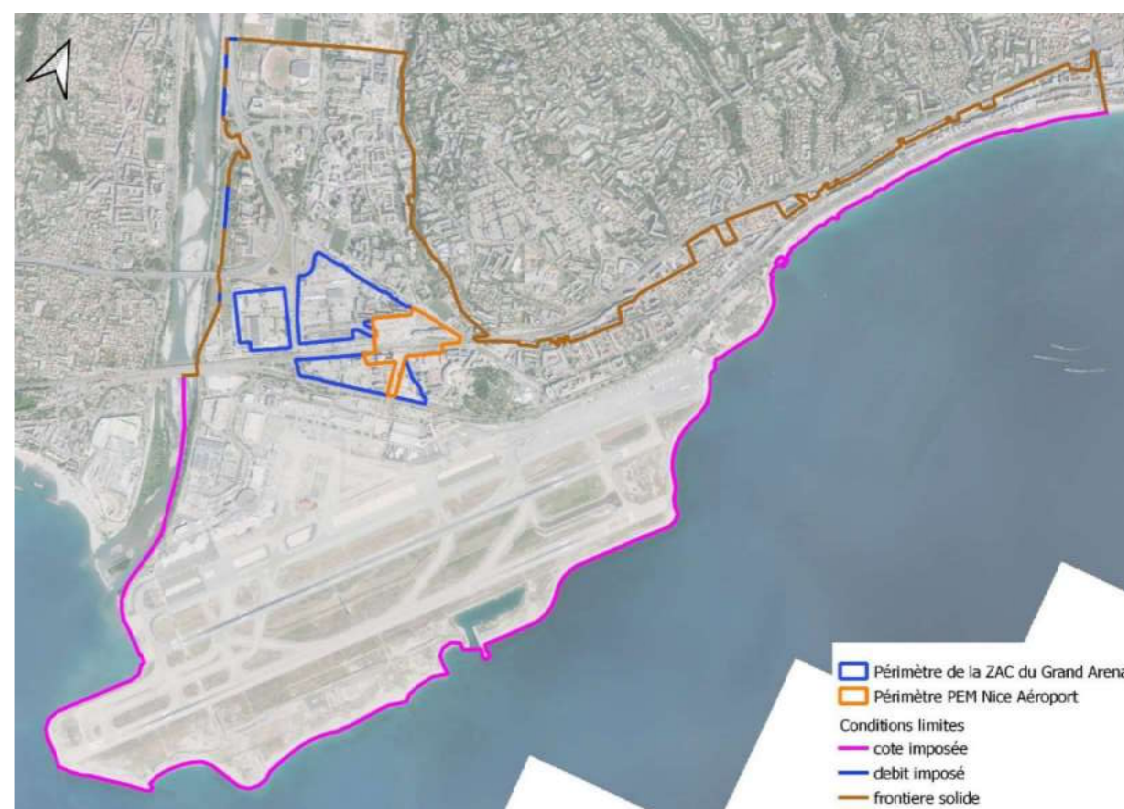 Périmètre de la ZAC du Grand Arena
Périmètre PEM Nice Aéroport
Conditions limites
cote imposée
debit imposé
frontiere solide